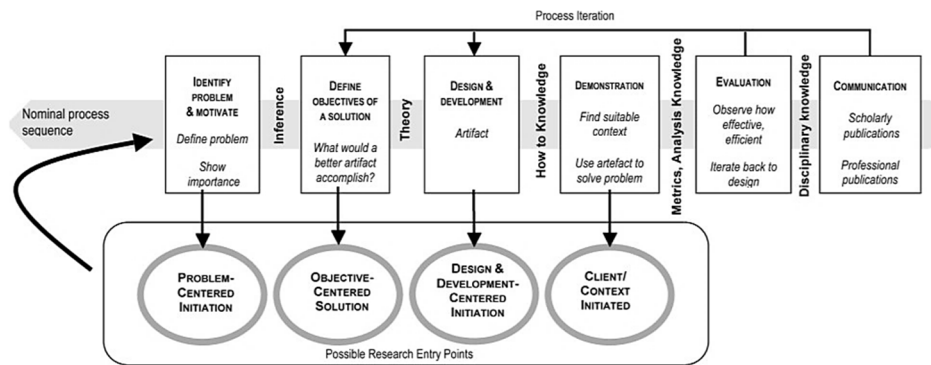 Process Iteration
Nominal process
sequence
IDENTIFY
PROBLEM
& MOTIVATE
Define problem
Show
importance
Inference
DEFINE
OBJECTIVES OF
A SOLUTION
What would a
better artifact
accomplish?
Theory
DESIGN &
DEVELOPMENT
Artifact
How to Knowledge
DEMONSTRATION
Find suitable
context
Use artefact to
solve problem
Metrics, Analysis Knowledge
EVALUATION
Observe how
effective,
efficient
Iterate back to
design
Disciplinary knowledge
COMMUNICATION
Scholarly
publications
Professional
publications
PROBLEM-
CENTERED
INITIATION
OBJECTIVE-
CENTERED
SOLUTION
DESIGN &
DEVELOPMENT-
CENTERED
INITIATION
CLIENT/
CONTEXT
INITIATED
Possible Research Entry Points